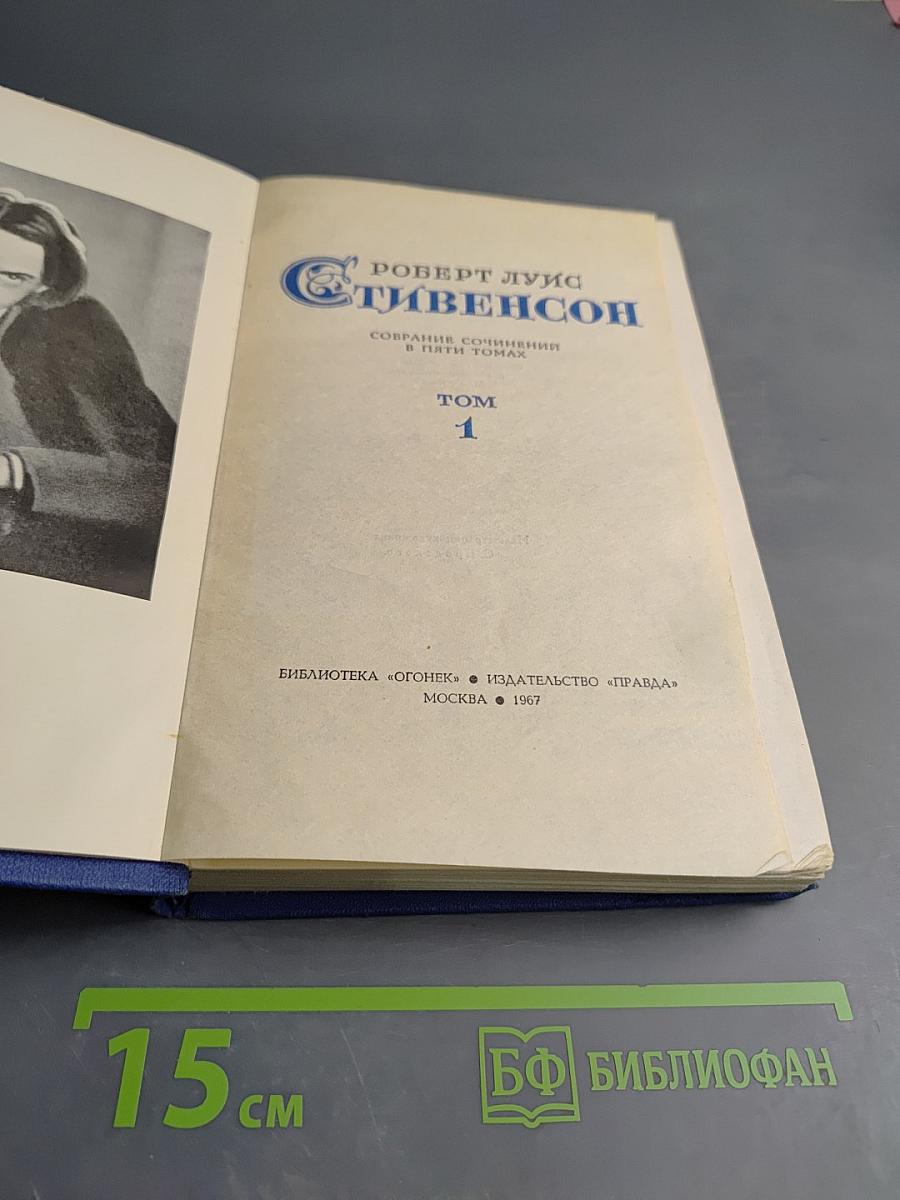 РОБЕРТ ЛУИС
СТИВЕНСОН
СОБРАНИЕ СОЧИНЕНИЙ
В ПЯТИ ТОМАХ
ТОМ
1
БИБЛИОТЕКА «ОГОНЕК» ● ИЗДАТЕЛЬСТВО «ПРАВДА»
МОСКВА ● 1967
15 СМ
БФ БИБЛИОФАН